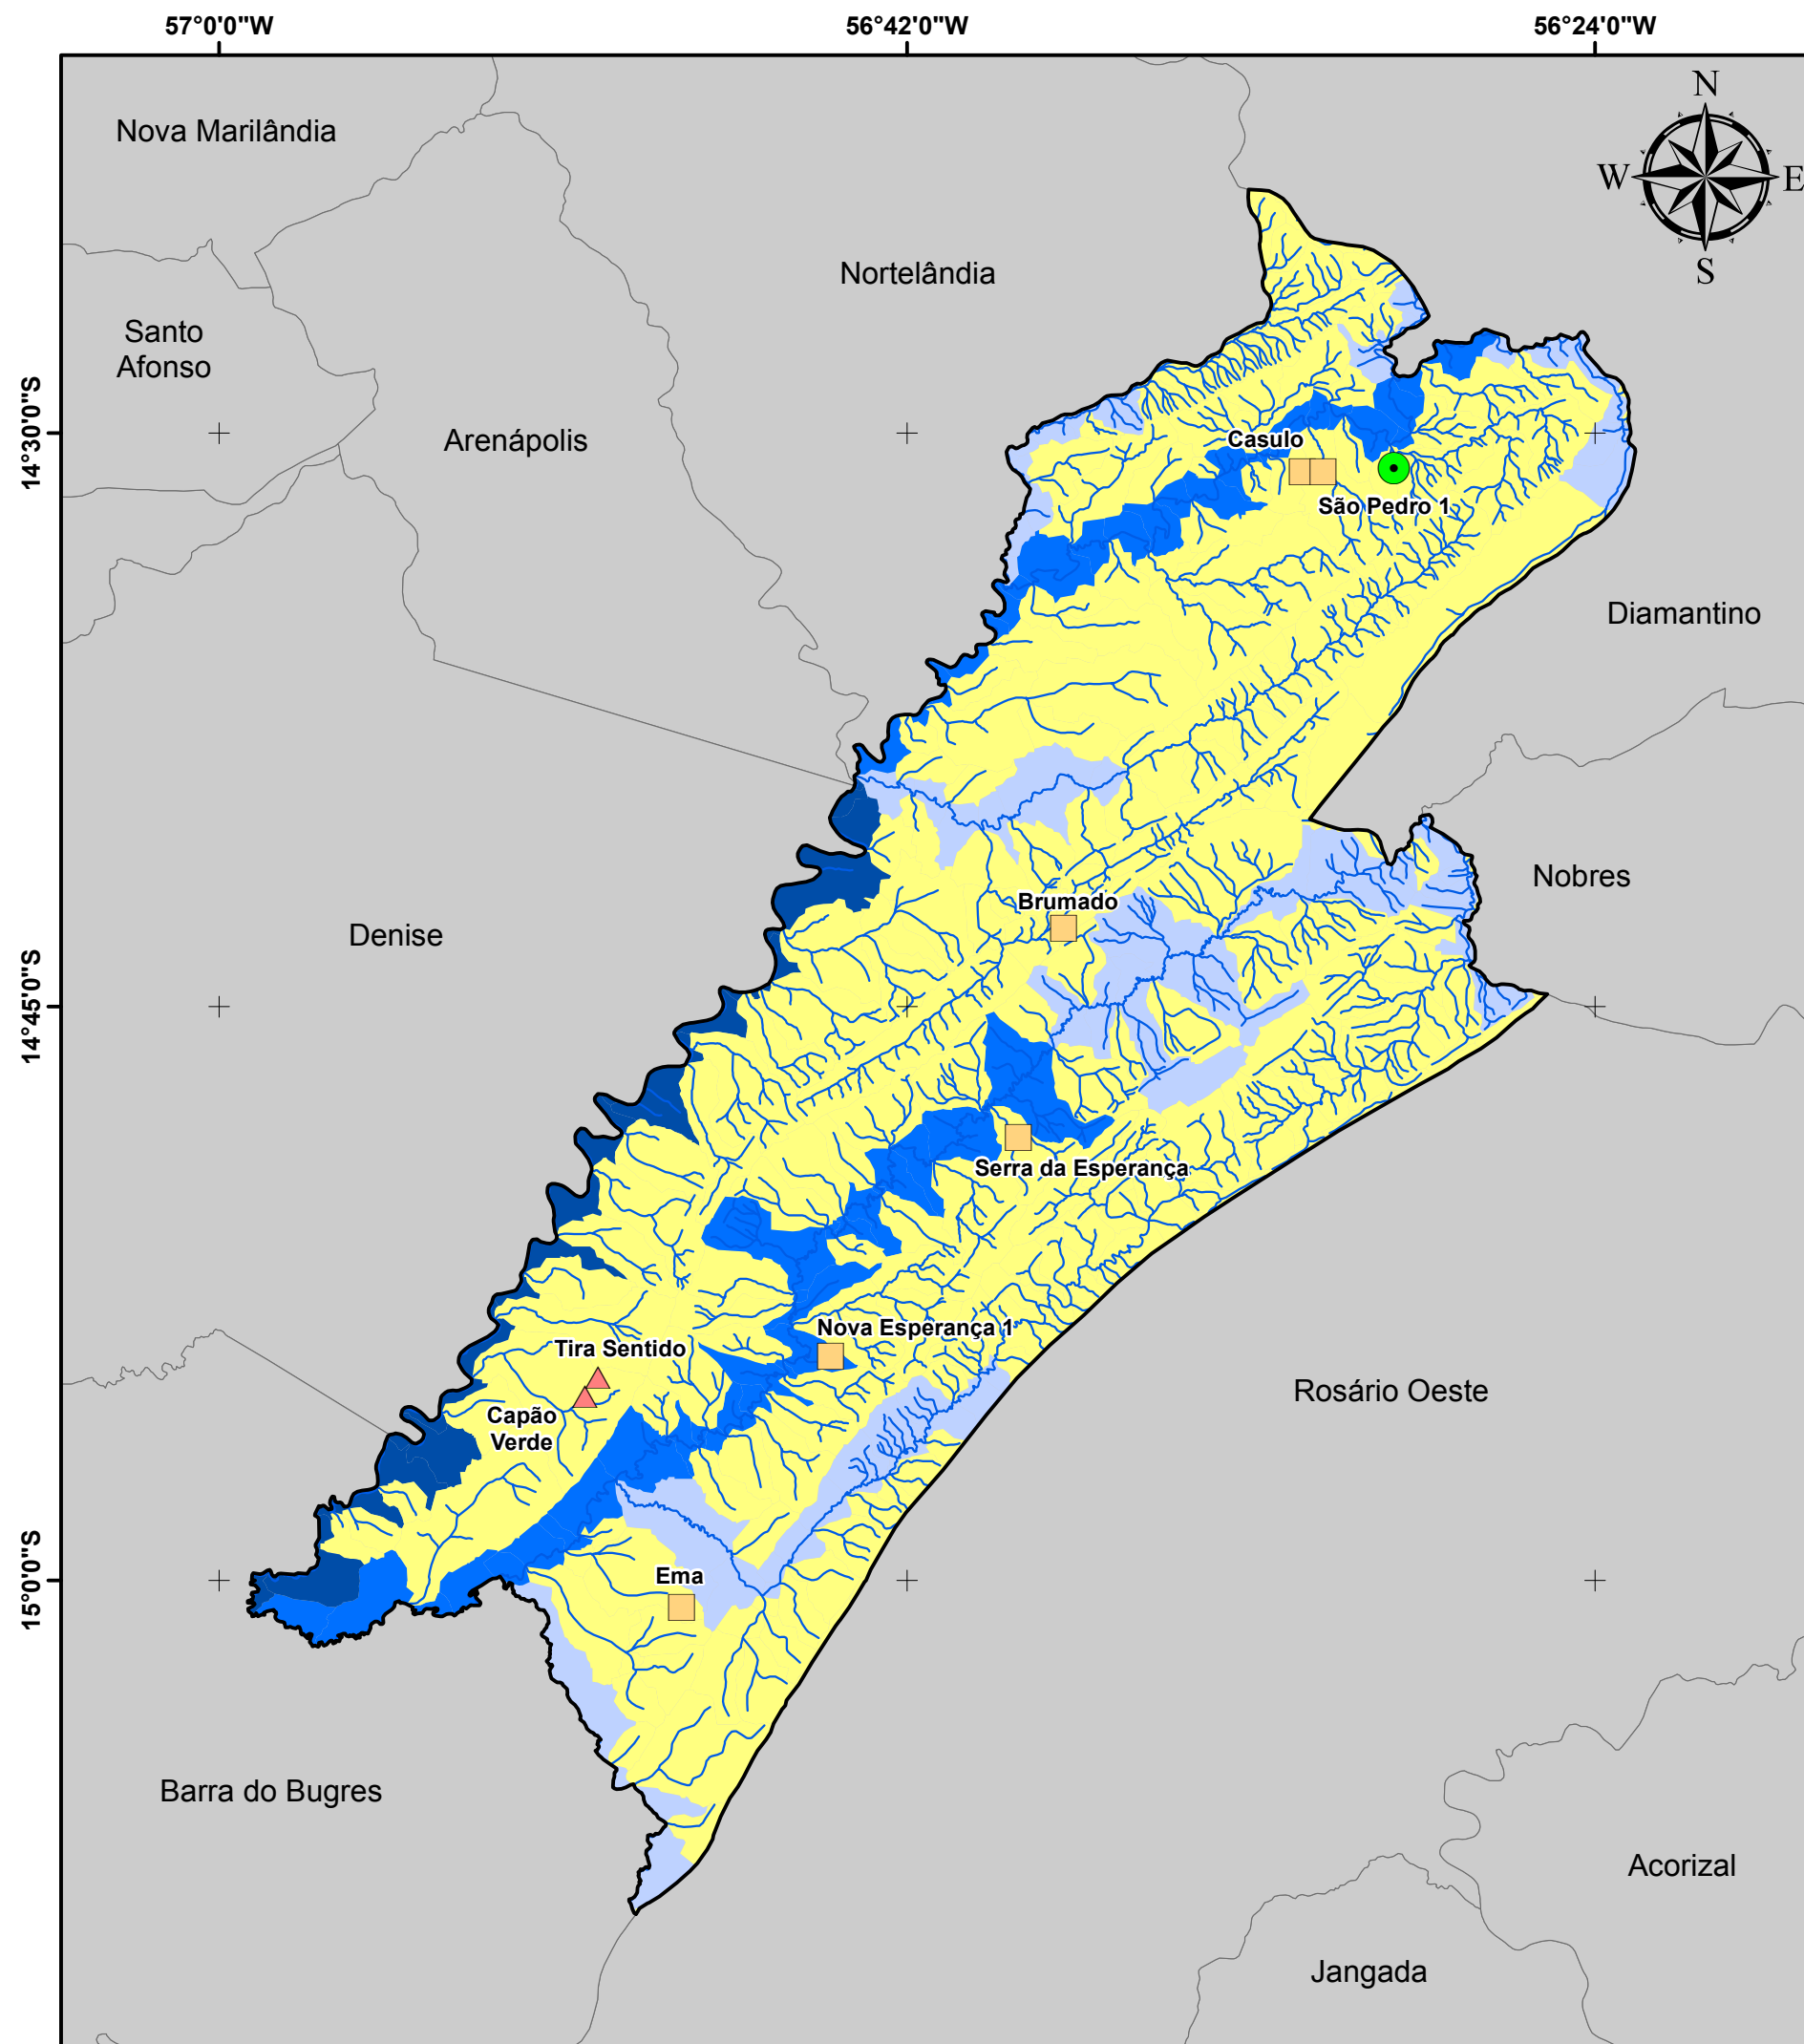 57°0'0"W
56°42'0"W
56°24'0"W
N
W
E
S
Nova Marilândia
Nortelândia
Santo
Afonso
14°30'0"S
Arenápolis
Casulo
São Pedro 1
Diamantino
Nobres
Brumado
Denise
14°45'0"S
Serra da Esperança
Nova Esperança 1
Tira Sentido
Rosário Oeste
Capão
Verde
15°0'0"S
Ema
Barra do Bugres
Acorizal
Jangada